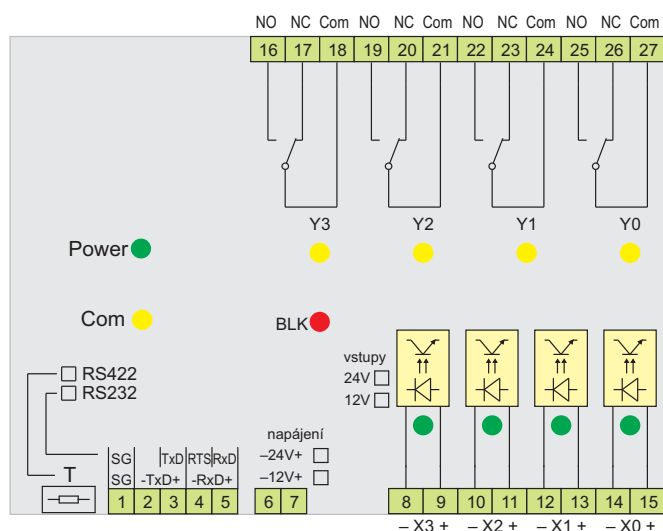 NO NC Com NO NC Com NO NC Com NO NC Com
16 17 18 19 20 21 22 23 24 25 26 27
Y3 Y2 Y1 Y0
Power
Com
BLK
vstupy
24V
12V
RS422
RS232
napájení
–24V+
–12V+
SG TxD RTS RxD
SG -TxD+ -RxD+
T
1 2 3 4 5 6 7 8 9 10 11 12 13 14 15
– X3 + – X2 + – X1 + – X0 +